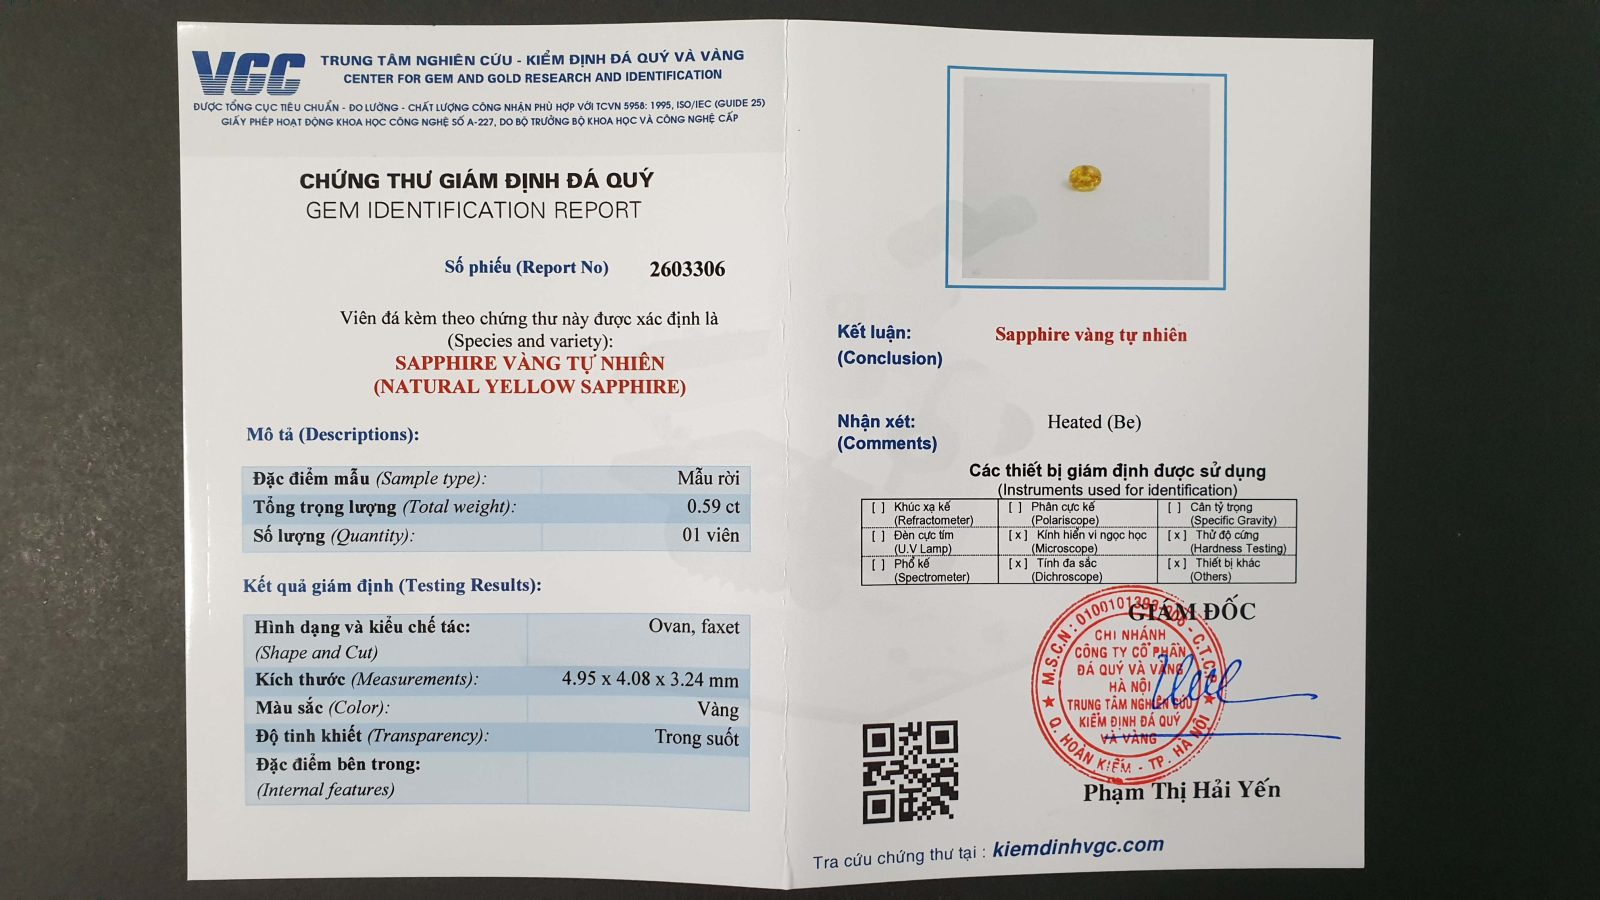 VGC
TRUNG TÂM NGHIÊN CỨU - KIỂM ĐỊNH ĐÁ QUÝ VÀ VÀNG
CENTER FOR GEM AND GOLD RESEARCH AND IDENTIFICATION
ĐƯỢC TỔNG CỤC TIÊU CHUẨN - ĐO LƯỜNG - CHẤT LƯỢNG CÔNG NHẬN PHÙ HỢP VỚI TCVN 5958: 1995, ISO/IEC (GUIDE 25)
GIẤY PHÉP HOẠT ĐỘNG KHOA HỌC CÔNG NGHỆ SỐ A-227, DO BỘ TRƯỞNG BỘ KHOA HỌC VÀ CÔNG NGHỆ CẤP
CHỨNG THƯ GIÁM ĐỊNH ĐÁ QUÝ
GEM IDENTIFICATION REPORT
Số phiếu (Report No) 2603306
Viên đá kèm theo chứng thư này được xác định là
(Species and variety):
SAPPHIRE VÀNG TỰ NHIÊN
(NATURAL YELLOW SAPPHIRE)
Mô tả (Descriptions):
Đặc điểm mẫu (Sample type): Mẫu rời
Tổng trọng lượng (Total weight): 0.59 ct
Số lượng (Quantity): 01 viên
Kết quả giám định (Testing Results):
Hình dạng và kiểu chế tác: Ovan, faxet
(Shape and Cut)
Kích thước (Measurements): 4.95 x 4.08 x 3.24 mm
Màu sắc (Color): Vàng
Độ tinh khiết (Transparency): Trong suốt
Đặc điểm bên trong:
(Internal features)
Kết luận: Sapphire vàng tự nhiên
(Conclusion)
Nhận xét: Heated (Be)
(Comments)
Các thiết bị giám định được sử dụng
(Instruments used for identification)
[ ] Khúc xạ kế [ ] Phân cực kế [ ] Cân tỷ trọng
(Refractometer) (Polariscope) (Specific Gravity)
[ ] Đèn cực tím [x] Kính hiển vi ngọc học [x] Thử độ cứng
(U.V Lamp) (Microscope) (Hardness Testing)
[ ] Phổ kế [x] Tính đa sắc [x] Thiết bị khác
(Spectrometer) (Dichroscope) (Others)
GIÁM ĐỐC
CHI NHÁNH
CÔNG TY CỔ PHẦN
ĐÁ QUÝ VÀ VÀNG
HÀ NỘI
TRUNG TÂM NGHIÊN CỨU
KIỂM ĐỊNH ĐÁ QUÝ
VÀ VÀNG
Q. HOÀN KIẾM - TP. HÀ NỘI
Phạm Thị Hải Yến
Tra cứu chứng thư tại : kiemdinhvgc.com